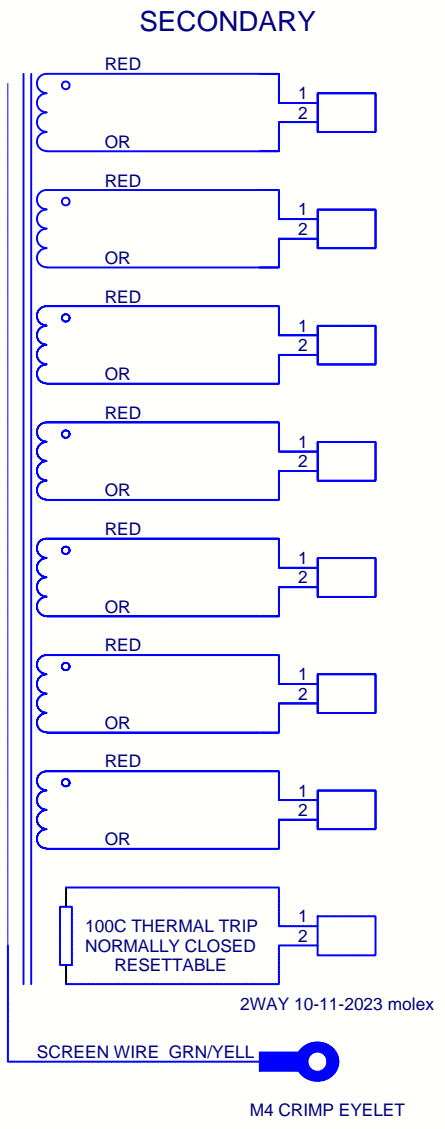 SECONDARY
RED
1
2
OR
RED
1
2
OR
RED
1
2
OR
RED
1
2
OR
RED
1
2
OR
RED
1
2
OR
RED
1
2
OR
1
100C THERMAL TRIP
2
NORMALLY CLOSED
RESETTABLE
2WAY 10-11-2023 molex
SCREEN WIRE GRN/YELL
M4 CRIMP EYELET